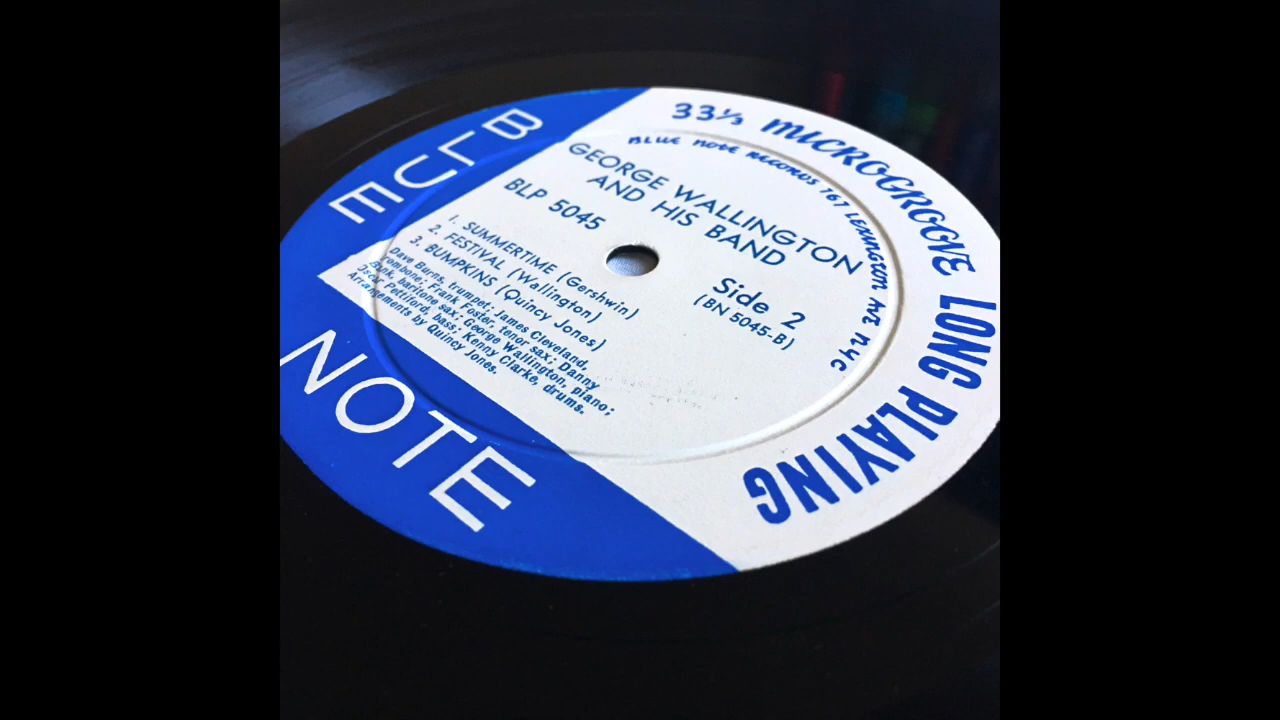 33⅓ MICROGROOVE LONG PLAYING
BLUE NOTE RECORDS 767 LEXINGTON AVE NYC
BLUE
NOTE
GEORGE WALLINGTON
AND HIS BAND
BLP 5045
Side 2
(BN 5045-B)
1. SUMMERTIME (Gershwin)
2. FESTIVAL (Wallington)
3. BUMPKINS (Quincy Jones)
Dave Burns, trumpet; James Cleveland,
trombone; Frank Foster, tenor sax; Danny
Bank, baritone sax; George Wallington, piano;
Oscar Pettiford, bass; Kenny Clarke, drums.
Arrangements by Quincy Jones.